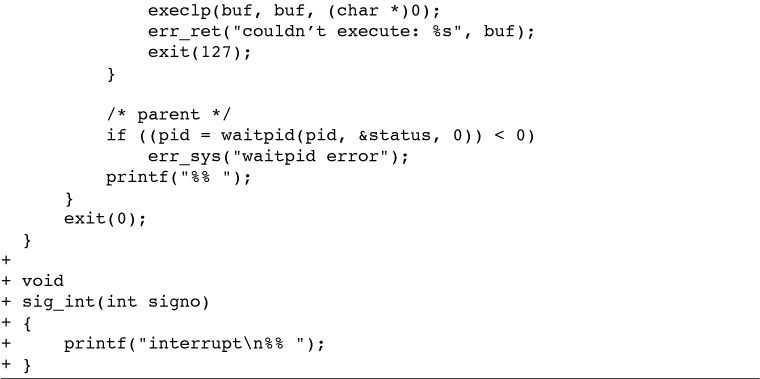 execlp(buf, buf, (char *)0);
            err_ret("couldn’t execute: %s", buf);
            exit(127);
        }

        /* parent */
        if ((pid = waitpid(pid, &status, 0)) < 0)
            err_sys("waitpid error");
        printf("%% ");
    }
    exit(0);
}
+
+ void
+ sig_int(int signo)
+ {
+     printf("interrupt\n%% ");
+ }